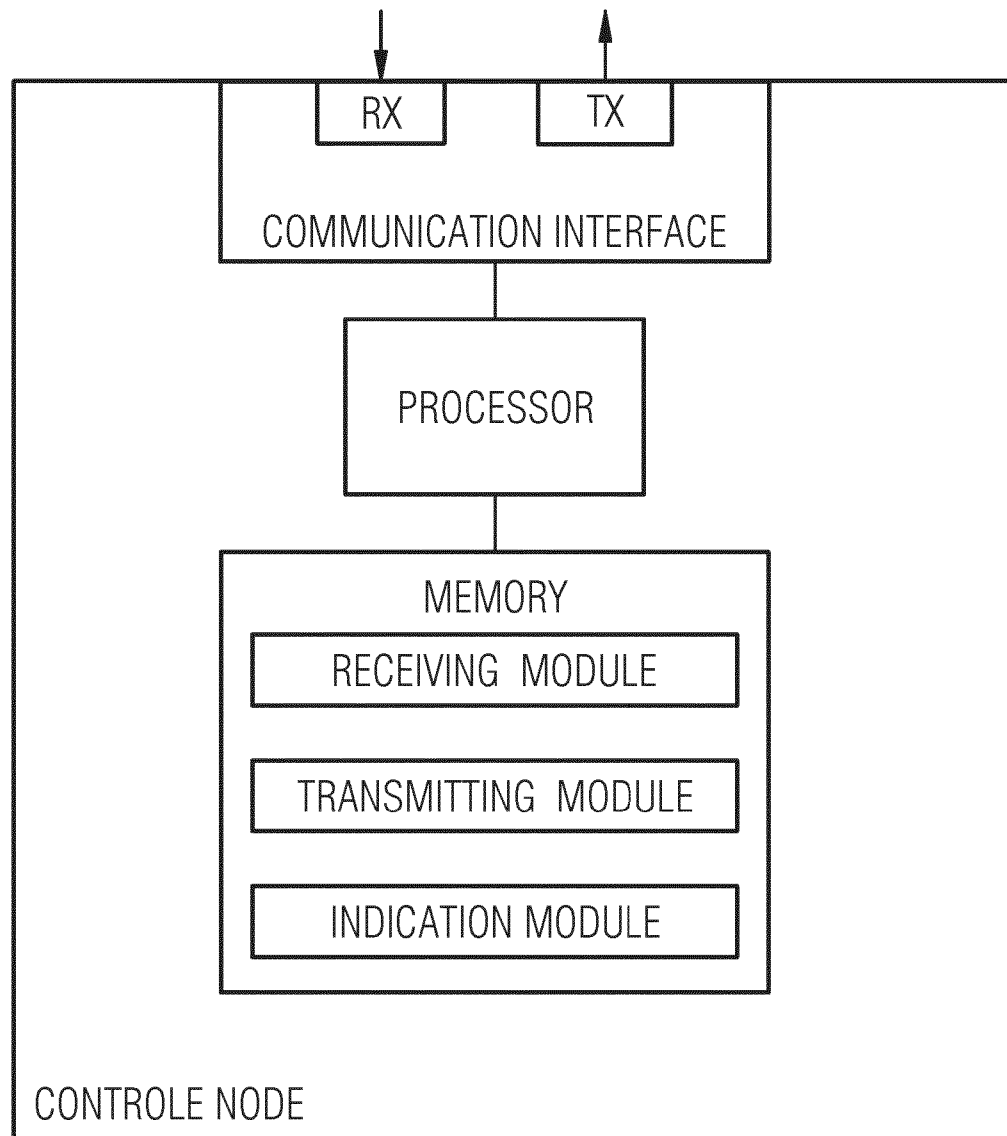 RX
TX
COMMUNICATION INTERFACE
PROCESSOR
MEMORY
RECEIVING MODULE
TRANSMITTING MODULE
INDICATION MODULE
CONTROLE NODE